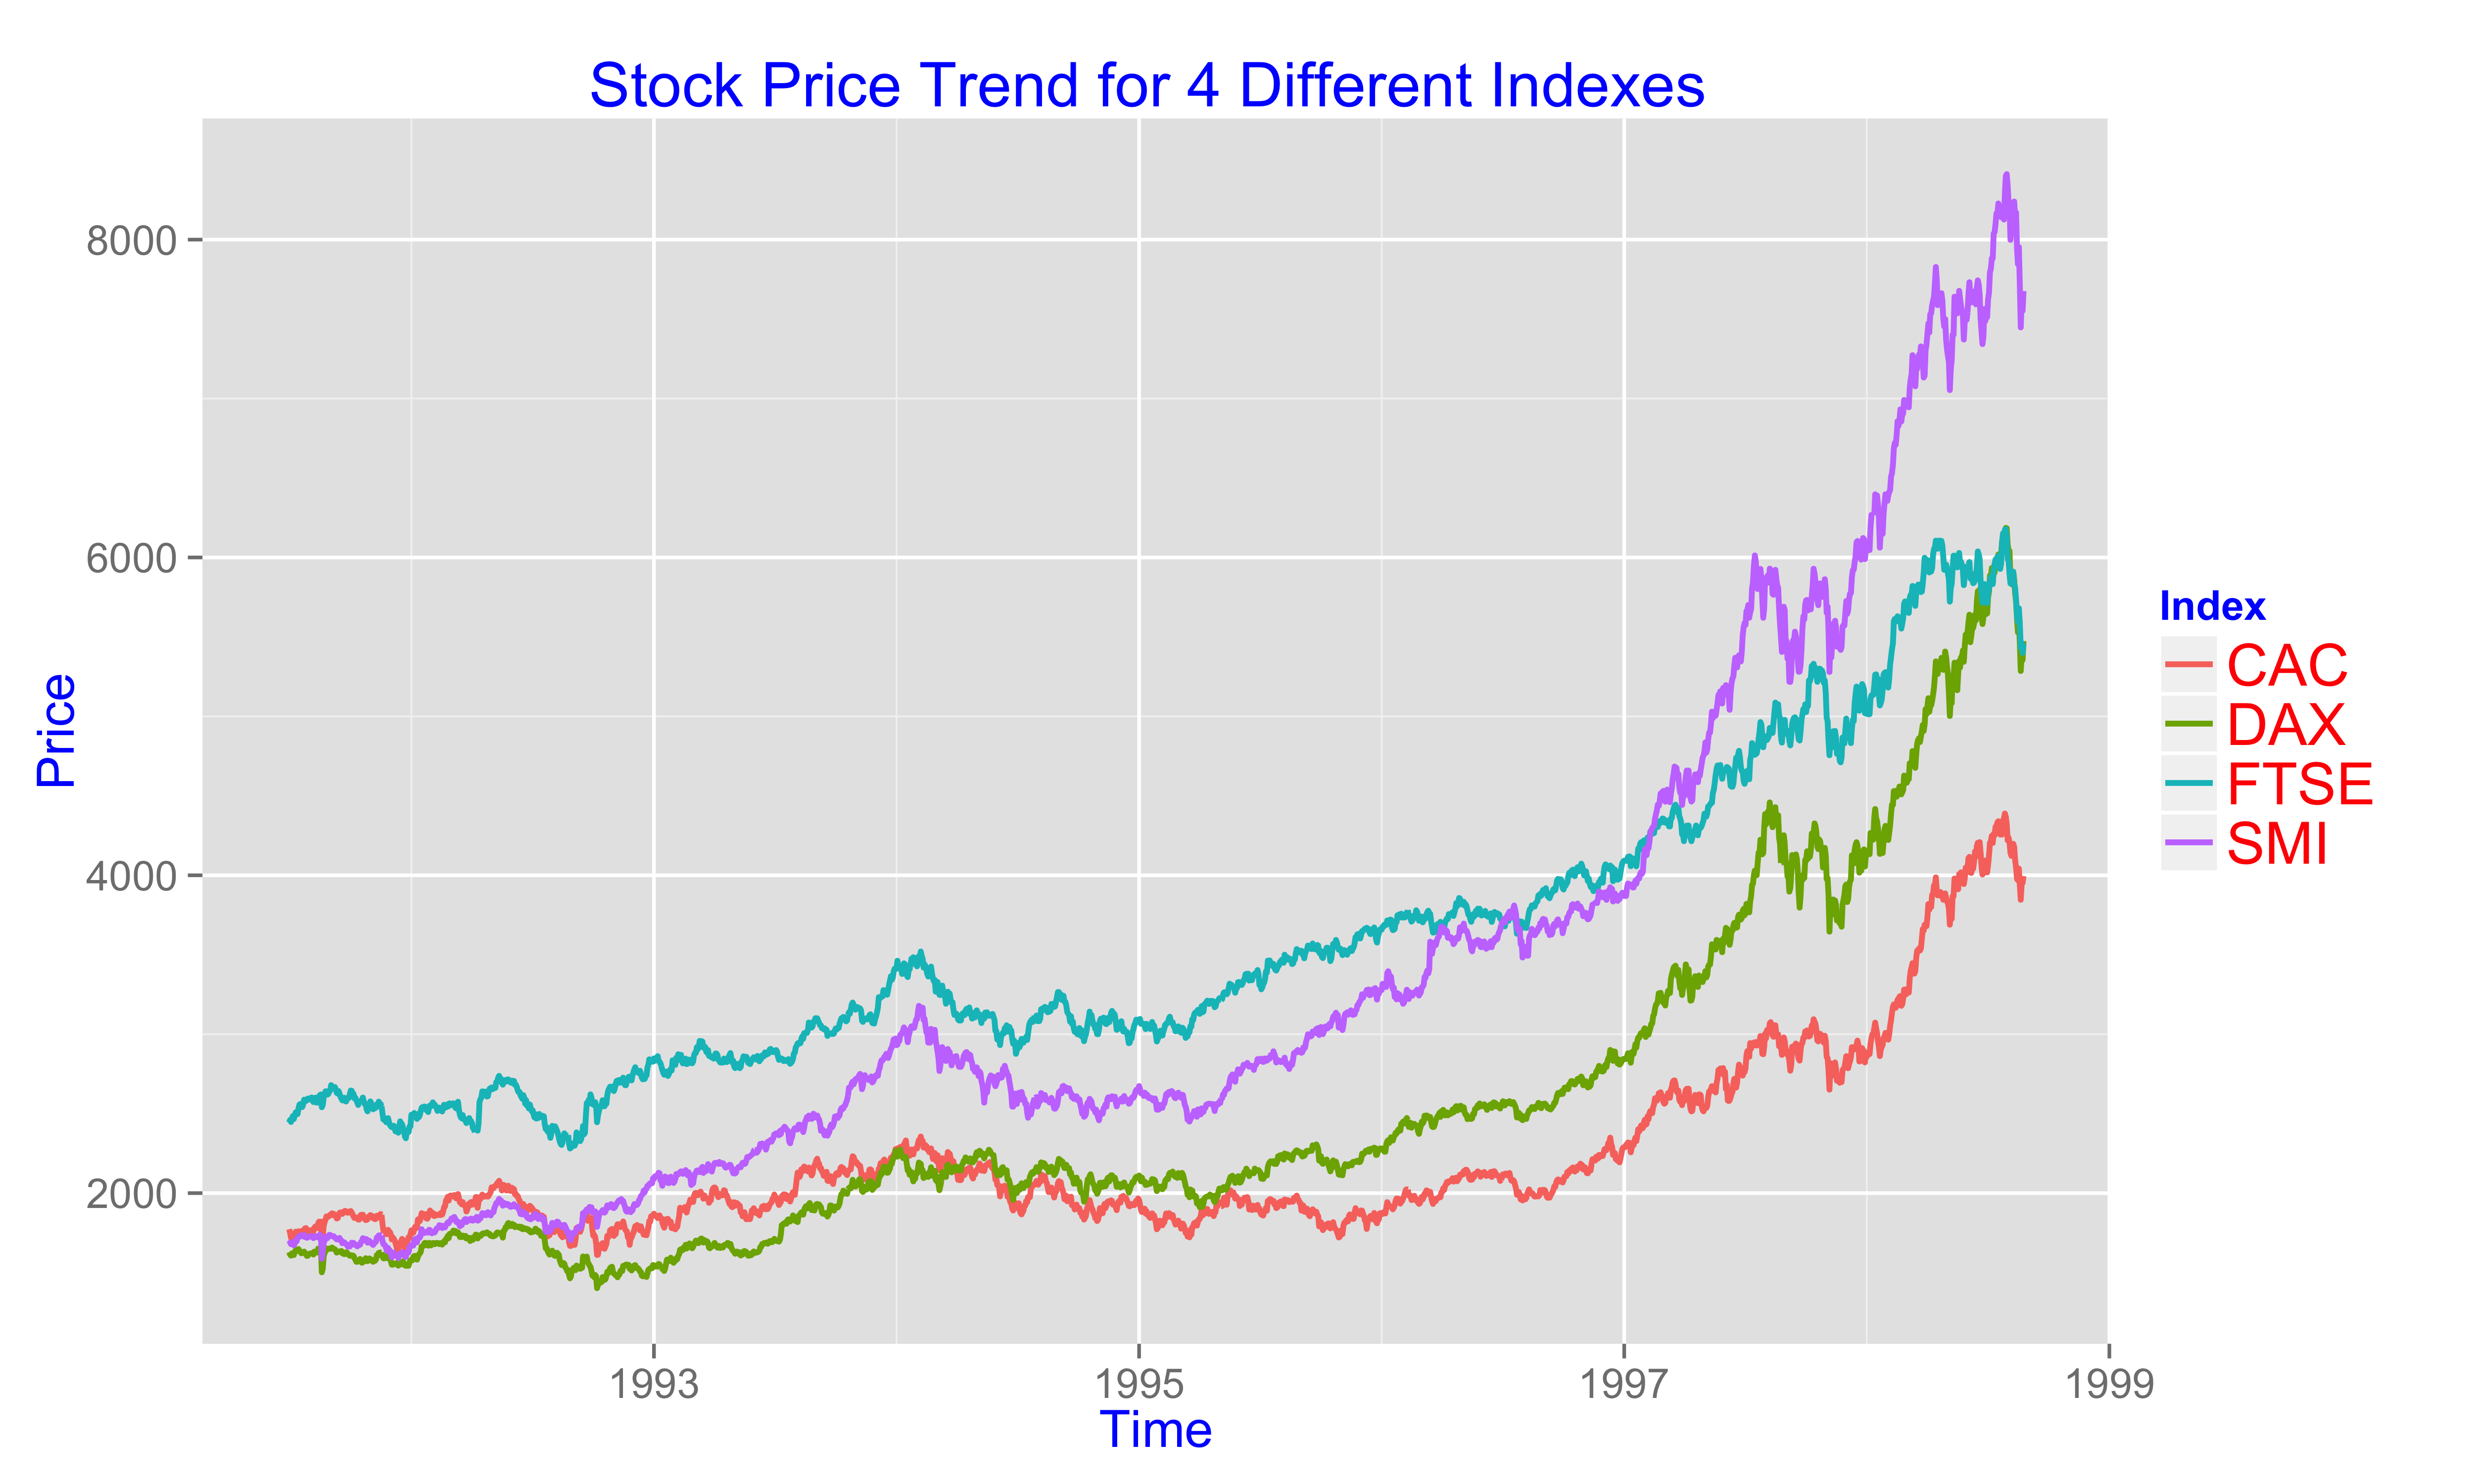 Stock Price Trend for 4 Different Indexes
8000
6000
4000
2000
Price
1993
1995
1997
1999
Time
Index
CAC
DAX
FTSE
SMI